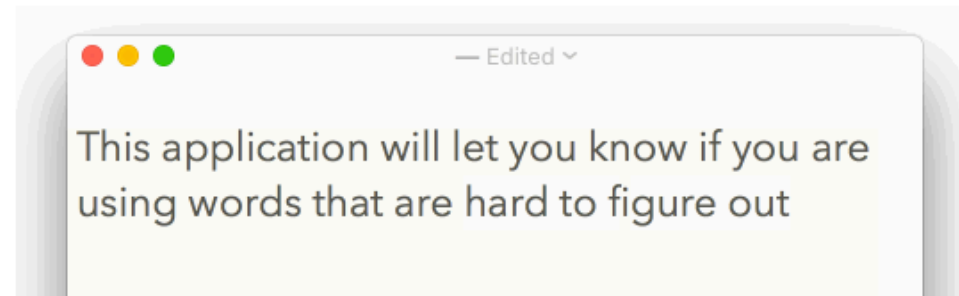 — Edited
This application will let you know if you are
using words that are hard to figure out